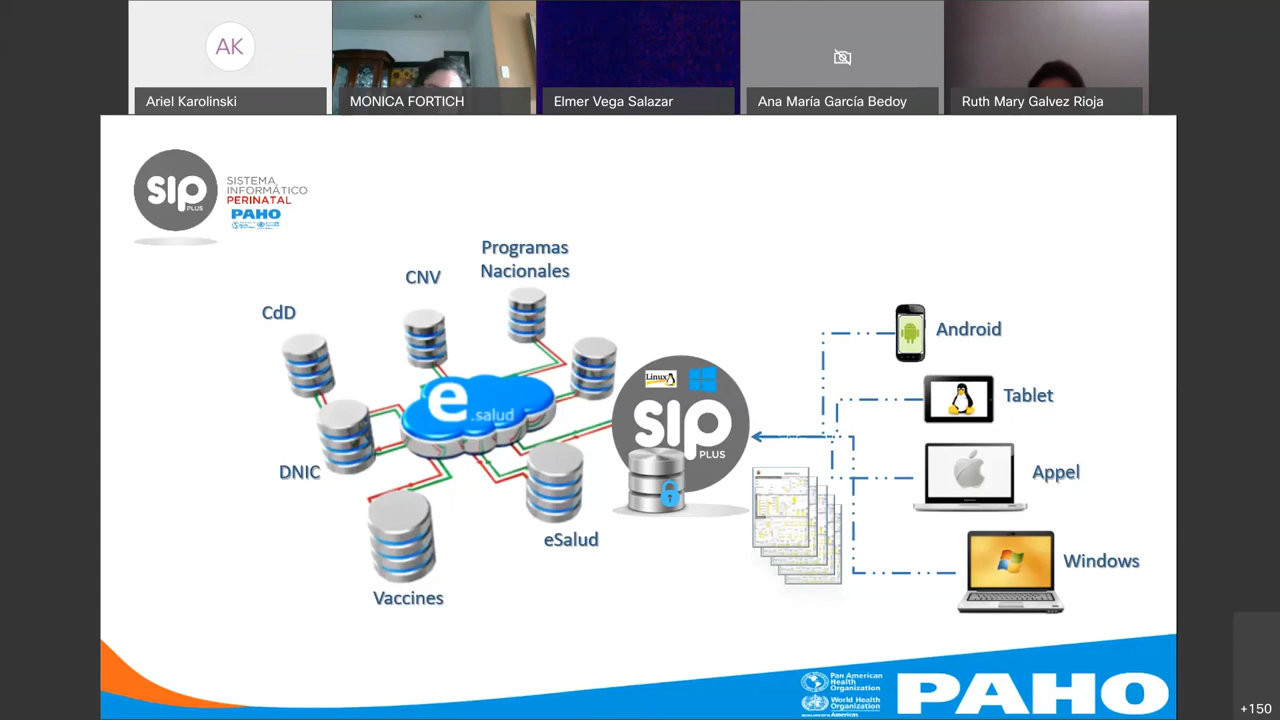 AK
Ariel Karolinski
MONICA FORTICH
Elmer Vega Salazar
Ana María García Bedoy
Ruth Mary Galvez Rioja
sip
PLUS
SISTEMA
INFORMÁTICO
PERINATAL
PAHO
Programas
Nacionales
CNV
CdD
e.salud
DNIC
Vaccines
eSalud
Linux
sip
PLUS
Android
Tablet
Appel
Windows
Pan American
Health
Organization
World Health
Organization
Americas
PAHO
+150